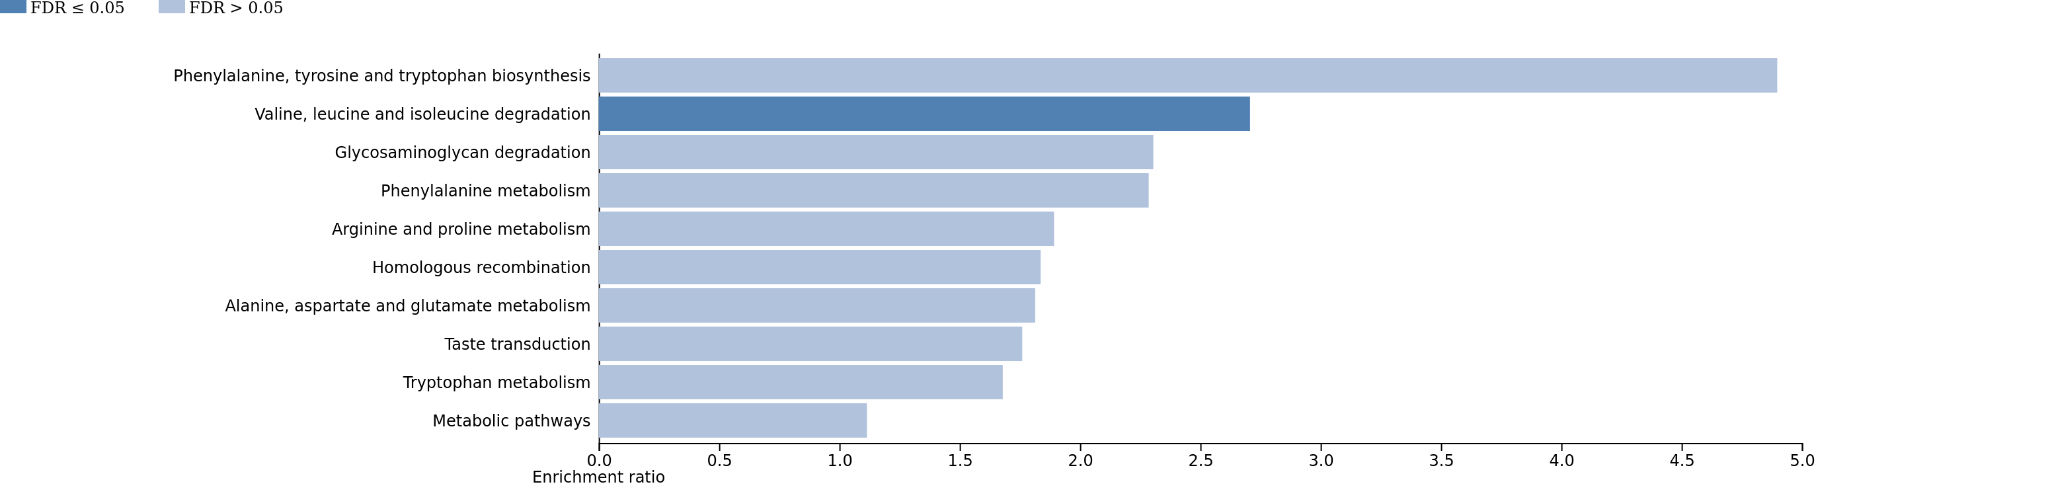 FDR ≤ 0.05 FDR > 0.05
Phenylalanine, tyrosine and tryptophan biosynthesis
Valine, leucine and isoleucine degradation
Glycosaminoglycan degradation
Phenylalanine metabolism
Arginine and proline metabolism
Homologous recombination
Alanine, aspartate and glutamate metabolism
Taste transduction
Tryptophan metabolism
Metabolic pathways
0.0 0.5 1.0 1.5 2.0 2.5 3.0 3.5 4.0 4.5 5.0
Enrichment ratio